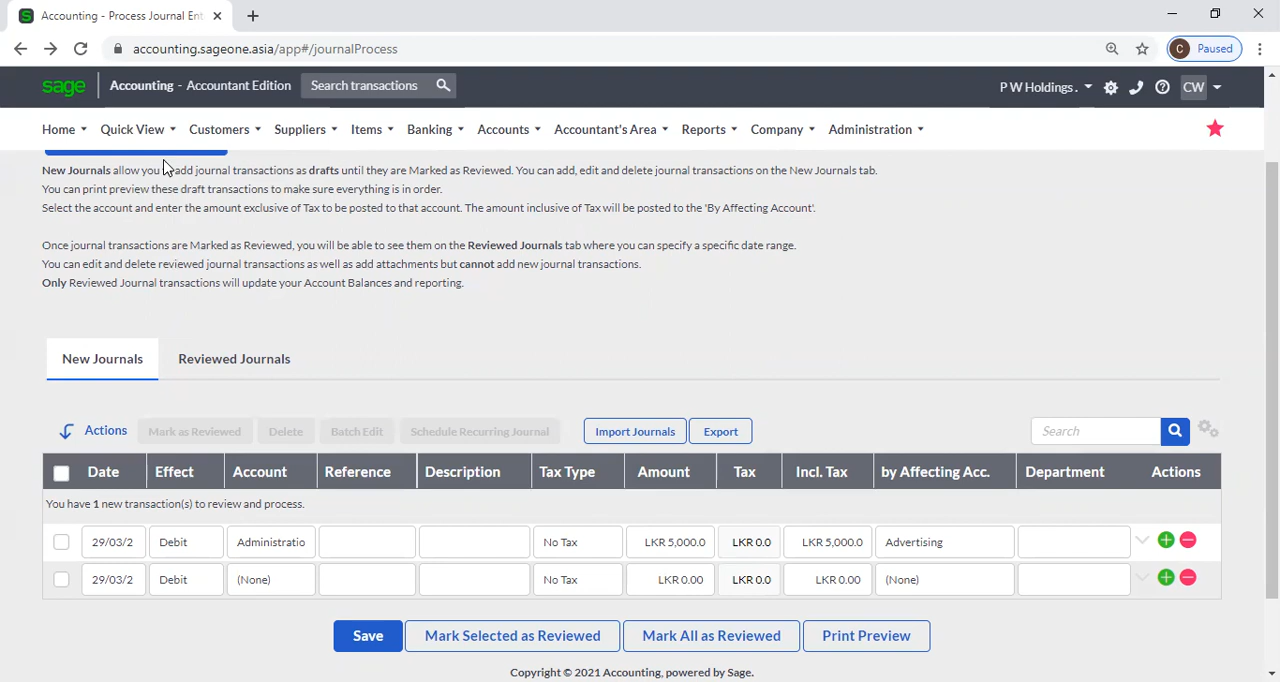 Accounting - Process Journal Ent
accounting.sageone.asia/app#/journalProcess
C Paused
sage Accounting - Accountant Edition Search transactions P W Holdings . CW
Home Quick View Customers Suppliers Items Banking Accounts Accountant's Area Reports Company Administration
New Journals allow you add journal transactions as drafts until they are Marked as Reviewed. You can add, edit and delete journal transactions on the New Journals tab.
You can print preview these draft transactions to make sure everything is in order.
Select the account and enter the amount exclusive of Tax to be posted to that account. The amount inclusive of Tax will be posted to the 'By Affecting Account'.
Once journal transactions are Marked as Reviewed, you will be able to see them on the Reviewed Journals tab where you can specify a specific date range.
You can edit and delete reviewed journal transactions as well as add attachments but cannot add new journal transactions.
Only Reviewed Journal transactions will update your Account Balances and reporting.
New Journals Reviewed Journals
Actions Mark as Reviewed Delete Batch Edit Schedule Recurring Journal Import Journals Export Search
Date Effect Account Reference Description Tax Type Amount Tax Incl. Tax by Affecting Acc. Department Actions
You have 1 new transaction(s) to review and process.
29/03/2 Debit Administratio No Tax LKR 5,000.0 LKR 0.0 LKR 5,000.0 Advertising
29/03/2 Debit (None) No Tax LKR 0.00 LKR 0.0 LKR 0.00 (None)
Save Mark Selected as Reviewed Mark All as Reviewed Print Preview
Copyright © 2021 Accounting, powered by Sage.